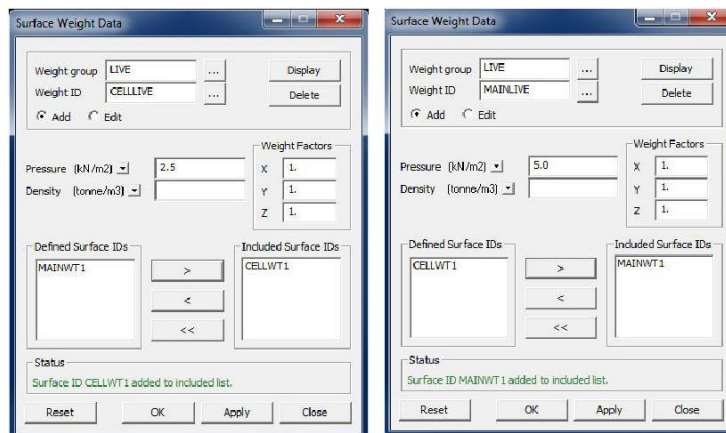 Surface Weight Data
Weight group LIVE ... Display
Weight ID CELLLIVE ... Delete
Add Edit
Weight Factors
Pressure (kN/m2) 2.5 X 1.
Density (tonne/m3) Y 1.
Z 1.
Defined Surface IDs Included Surface IDs
MAINWT1 > CELLWT1
<
<<
Status
Surface ID CELLWT1 added to included list.
Reset OK Apply Close
Surface Weight Data
Weight group LIVE ... Display
Weight ID MAINLIVE ... Delete
Add Edit
Weight Factors
Pressure (kN/m2) 5.0 X 1.
Density (tonne/m3) Y 1.
Z 1.
Defined Surface IDs Included Surface IDs
CELLWT1 > MAINWT1
<
<<
Status
Surface ID MAINWT1 added to included list.
Reset OK Apply Close